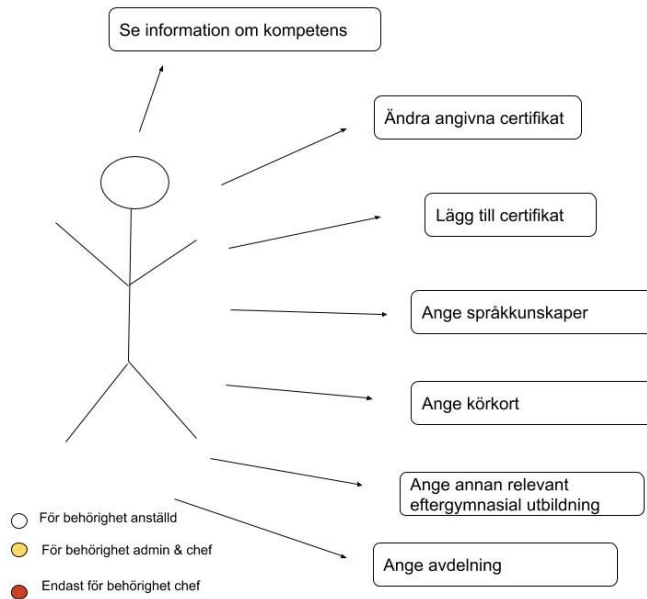 Se information om kompetens
Ändra angivna certifikat
Lägg till certifikat
Ange språkkunskaper
Ange körkort
Ange annan relevant
eftergymnasial utbildning
Ange avdelning
För behörighet anställd
För behörighet admin & chef
Endast för behörighet chef